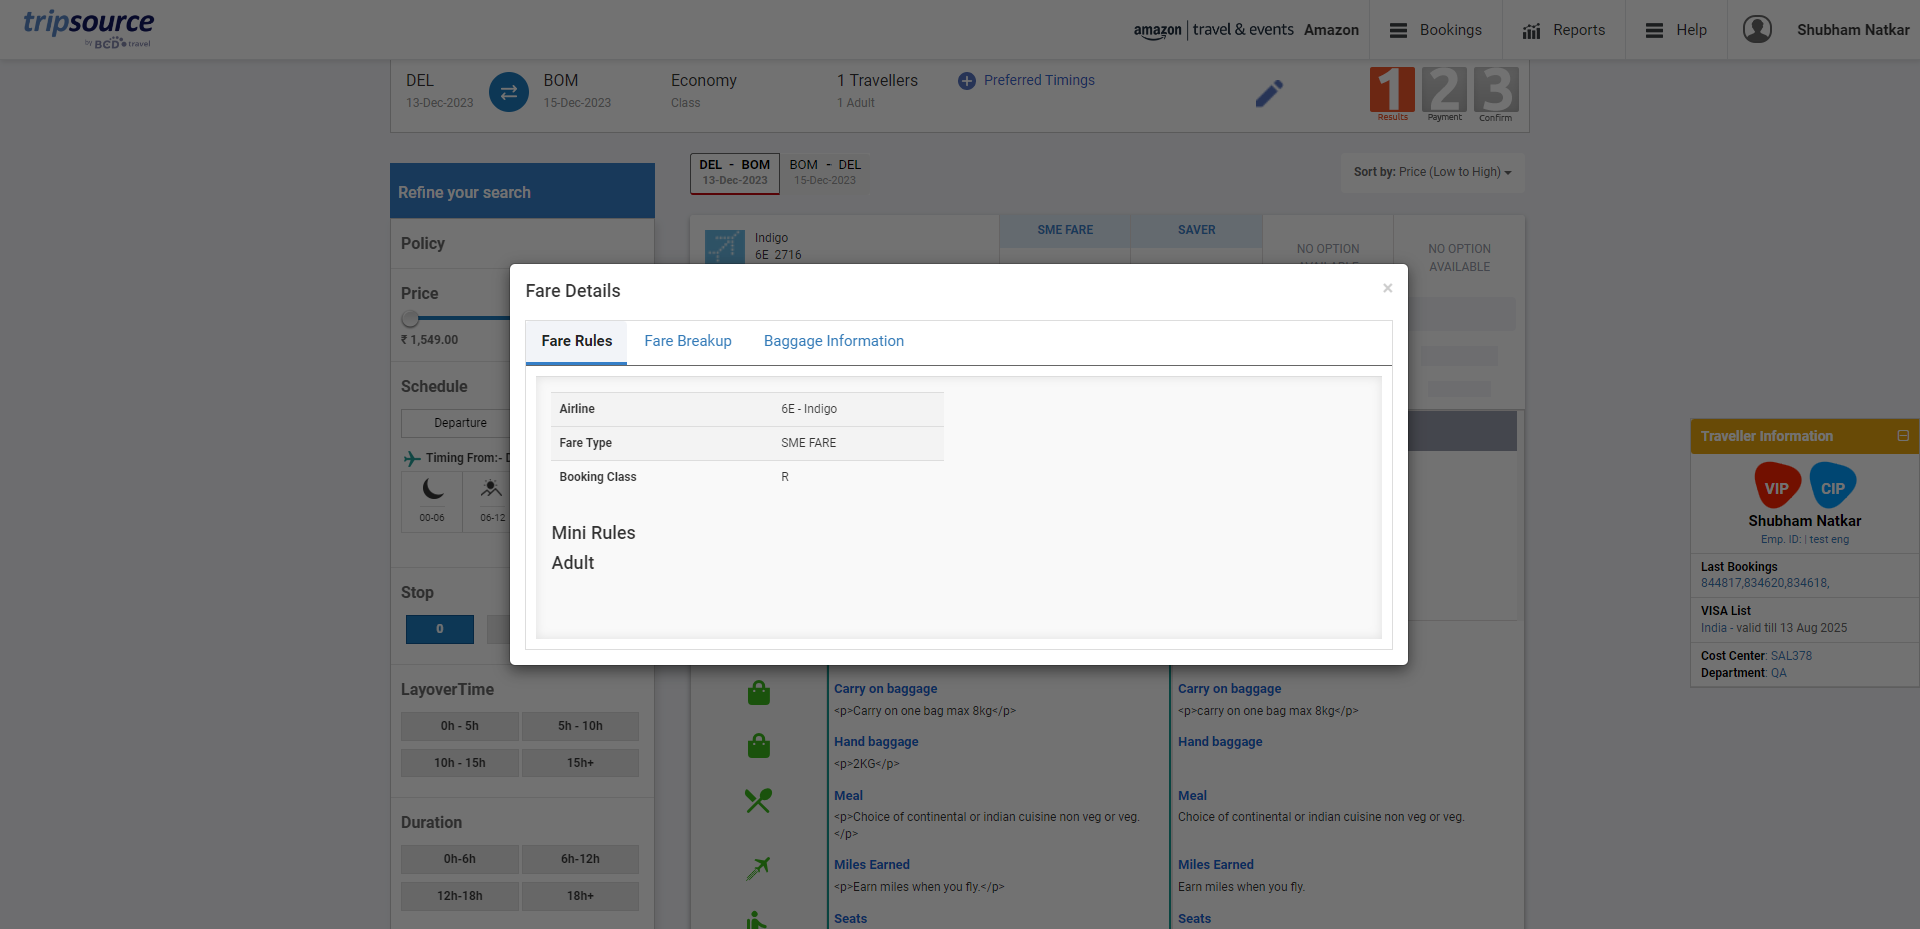 tripsource
by BCD travel
amazon | travel & events Amazon
Bookings
Reports
Help
Shubham Natkar
DEL
13-Dec-2023
BOM
15-Dec-2023
Economy
Class
1 Travellers
1 Adult
Preferred Timings
1 Results
2 Payment
3 Confirm
Refine your search
DEL - BOM
13-Dec-2023
BOM - DEL
15-Dec-2023
Sort by: Price (Low to High)
Policy
Price
₹ 1,549.00
Schedule
Departure
Timing From:- D
00-06
06-12
Stop
0
LayoverTime
0h - 5h
5h - 10h
10h - 15h
15h+
Duration
0h-6h
6h-12h
12h-18h
18h+
Indigo
6E 2716
SME FARE
SAVER
NO OPTION
AVAILABLE
NO OPTION
AVAILABLE
Fare Details
×
Fare Rules
Fare Breakup
Baggage Information
Airline 6E - Indigo
Fare Type SME FARE
Booking Class R
Mini Rules
Adult
Carry on baggage
<p>Carry on one bag max 8kg</p>
Hand baggage
<p>2KG</p>
Meal
<p>Choice of continental or indian cuisine non veg or veg.
</p>
Miles Earned
<p>Earn miles when you fly.</p>
Seats
Carry on baggage
<p>carry on one bag max 8kg</p>
Hand baggage
Meal
Choice of continental or indian cuisine non veg or veg.
Miles Earned
Earn miles when you fly.
Seats
Traveller Information
VIP
CIP
Shubham Natkar
Emp. ID: | test eng
Last Bookings
844817,834620,834618,
VISA List
India - valid till 13 Aug 2025
Cost Center: SAL378
Department: QA